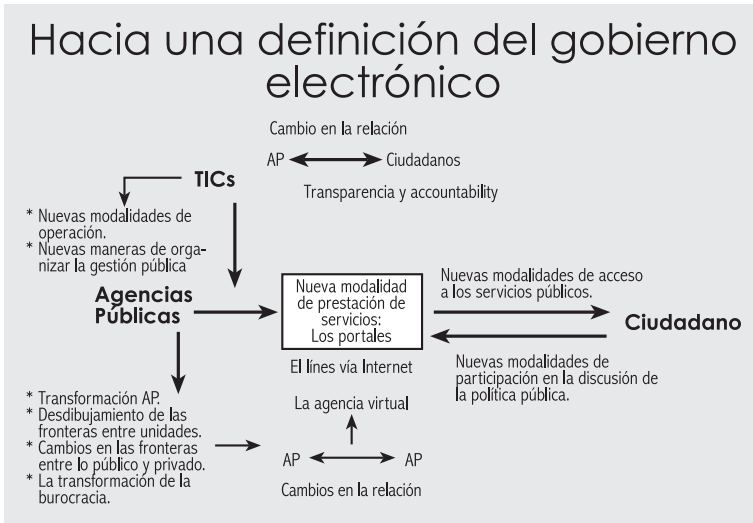 Hacia una definición del gobierno
electrónico
Cambio en la relación
AP
Ciudadanos
Transparencia y accountability
TICs
* Nuevas modalidades de
operación.
* Nuevas maneras de orga-
nizar la gestión pública
Agencias
Públicas
Nueva modalidad
de prestación de
servicios:
Los portales
El línes vía Internet
Nuevas modalidades de acceso
a los servicios públicos.
Ciudadano
Nuevas modalidades de
participación en la discusión de
la política pública.
* Transformación AP.
* Desdibujamiento de las
fronteras entre unidades.
* Cambios en las fronteras
entre lo público y privado.
* La transformación de la
burocracia.
La agencia virtual
AP
AP
Cambios en la relación